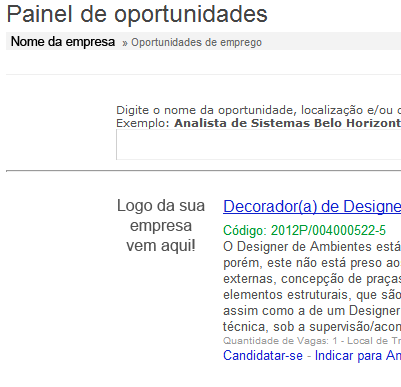 Painel de oportunidades
Nome da empresa » Oportunidades de emprego
Digite o nome da oportunidade, localização e/ou
Exemplo: Analista de Sistemas Belo Horizont
Logo da sua
empresa
vem aqui!
Decorador(a) de Designe
Código: 2012P/004000522-5
O Designer de Ambientes está
porém, este não está preso ao
externas, concepção de praças
elementos estruturais, que são
assim como a de um Designer
técnica, sob a supervisão/acon
Quantidade de Vagas: 1 - Local de Tr
Candidatar-se - Indicar para An